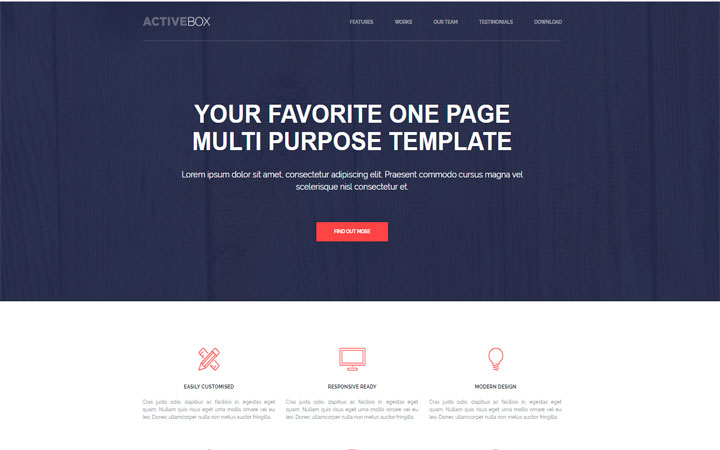 ACTIVEBOX
FEATURES WORKS OUR TEAM TESTIMONIALS DOWNLOAD
YOUR FAVORITE ONE PAGE
MULTI PURPOSE TEMPLATE
Lorem ipsum dolor sit amet, consectetur adipiscing elit. Praesent commodo cursus magna vel
scelerisque nisl consectetur et.
FIND OUT MORE
EASILY CUSTOMISED
Cras justo odio, dapibus ac facilisis in, egestas eget
quam. Nullam quis risus eget urna mollis ornare vel eu
leo. Donec ullamcorper nulla non metus auctor fringilla.
RESPONSIVE READY
Cras justo odio, dapibus ac facilisis in, egestas eget
quam. Nullam quis risus eget urna mollis ornare vel eu
leo. Donec ullamcorper nulla non metus auctor fringilla.
MODERN DESIGN
Cras justo odio, dapibus ac facilisis in, egestas eget
quam. Nullam quis risus eget urna mollis ornare vel eu
leo. Donec ullamcorper nulla non metus auctor fringilla.